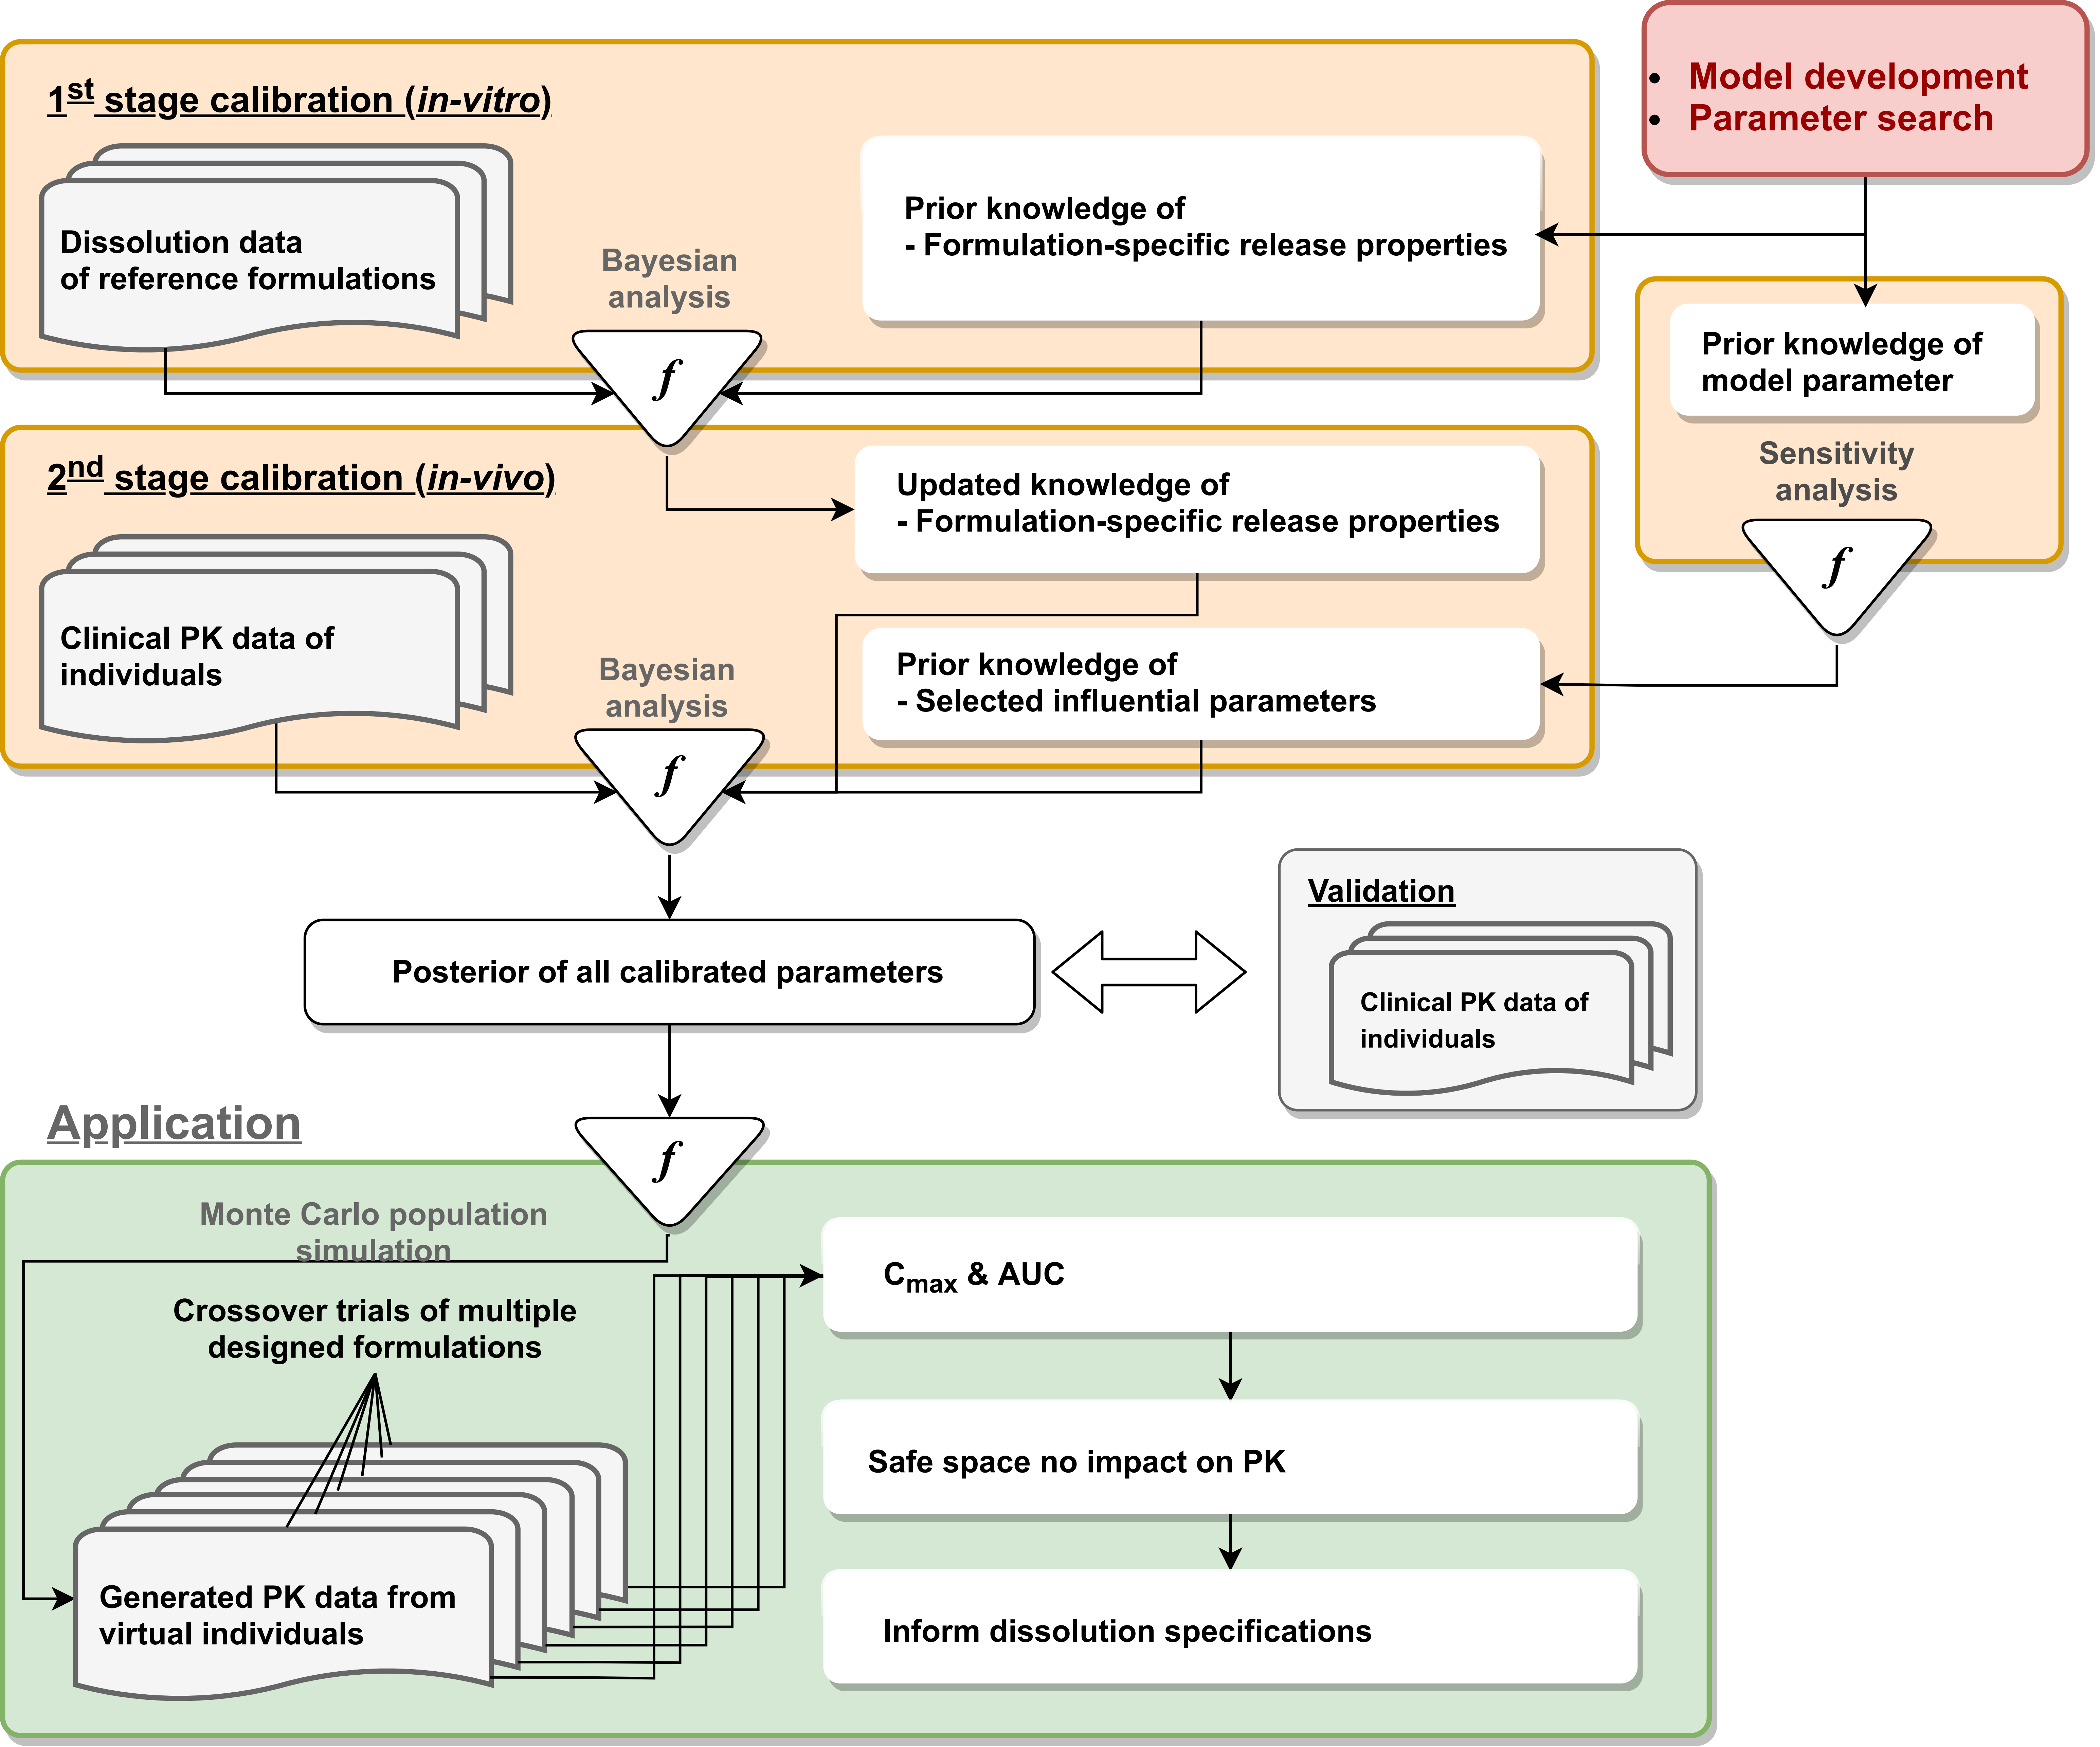 1st stage calibration (in-vitro)
Dissolution data
of reference formulations
Bayesian
analysis
f
Prior knowledge of
- Formulation-specific release properties
• Model development
• Parameter search
Prior knowledge of
model parameter
Sensitivity
analysis
f
2nd stage calibration (in-vivo)
Clinical PK data of
individuals
Bayesian
analysis
f
Updated knowledge of
- Formulation-specific release properties
Prior knowledge of
- Selected influential parameters
Posterior of all calibrated parameters
Validation
Clinical PK data of
individuals
Application
f
Monte Carlo population
simulation
Crossover trials of multiple
designed formulations
Generated PK data from
virtual individuals
Cmax & AUC
Safe space no impact on PK
Inform dissolution specifications